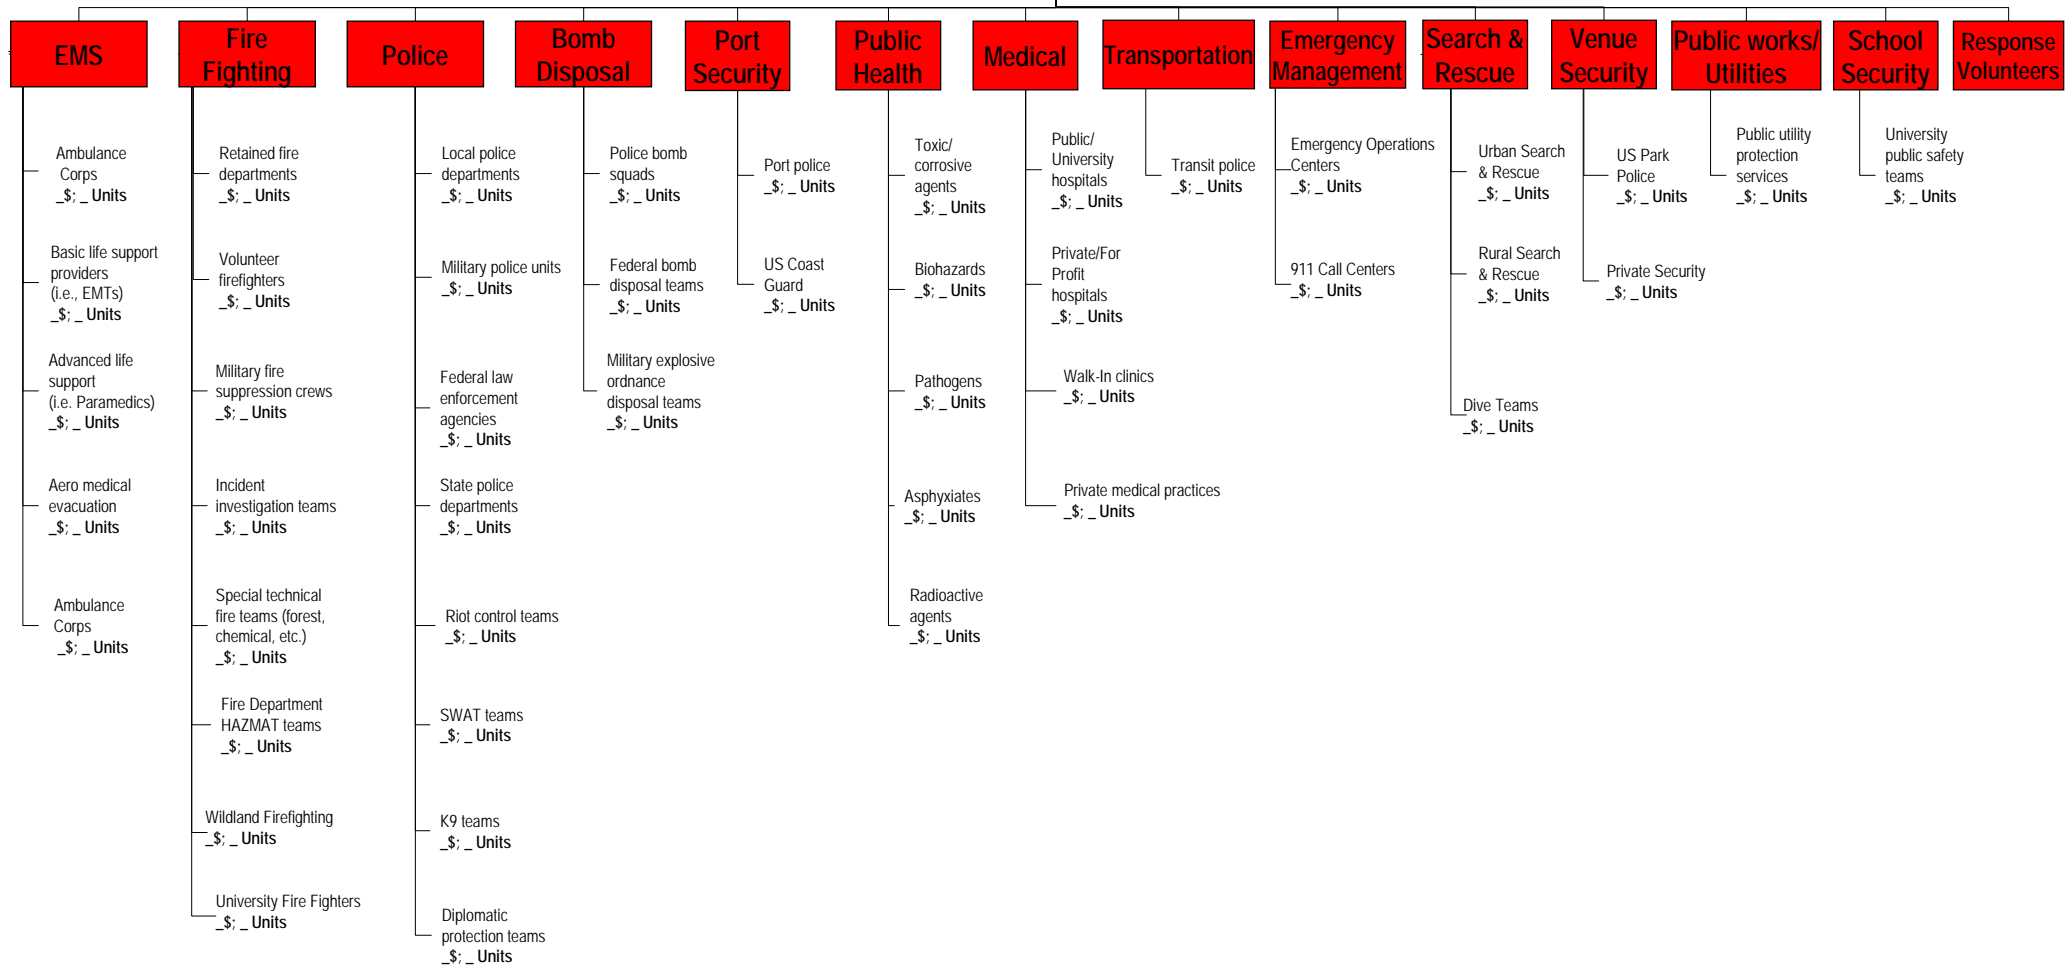 EMS
Fire
Fighting
Police
Bomb
Disposal
Port
Security
Public
Health
Medical
Transportation
Emergency
Management
Search &
Rescue
Venue
Security
Public works/
Utilities
School
Security
Response
Volunteers
Ambulance
Corps
_$; _ Units
Basic life support
providers
(i.e., EMTs)
_$; _ Units
Advanced life
support
(i.e. Paramedics)
_$; _ Units
Aero medical
evacuation
_$; _ Units
Ambulance
Corps
_$; _ Units
Retained fire
departments
_$; _ Units
Volunteer
firefighters
_$; _ Units
Military fire
suppression crews
_$; _ Units
Incident
investigation teams
_$; _ Units
Special technical
fire teams (forest,
chemical, etc.)
_$; _ Units
Fire Department
HAZMAT teams
_$; _ Units
Wildland Firefighting
_$; _ Units
University Fire Fighters
_$; _ Units
Local police
departments
_$; _ Units
Military police units
_$; _ Units
Federal law
enforcement
agencies
_$; _ Units
State police
departments
_$; _ Units
Riot control teams
_$; _ Units
SWAT teams
_$; _ Units
K9 teams
_$; _ Units
Diplomatic
protection teams
_$; _ Units
Police bomb
squads
_$; _ Units
Federal bomb
disposal teams
_$; _ Units
Military explosive
ordnance
disposal teams
_$; _ Units
Port police
_$; _ Units
US Coast
Guard
_$; _ Units
Toxic/
corrosive
agents
_$; _ Units
Biohazards
_$; _ Units
Pathogens
_$; _ Units
Asphyxiates
_$; _ Units
Radioactive
agents
_$; _ Units
Public/
University
hospitals
_$; _ Units
Private/For
Profit
hospitals
_$; _ Units
Walk-In clinics
_$; _ Units
Private medical practices
_$; _ Units
Transit police
_$; _ Units
Emergency Operations
Centers
_$; _ Units
911 Call Centers
_$; _ Units
Urban Search
& Rescue
_$; _ Units
Rural Search
& Rescue
_$; _ Units
Dive Teams
_$; _ Units
US Park
Police
_$; _ Units
Private Security
_$; _ Units
Public utility
protection
services
_$; _ Units
University
public safety
teams
_$; _ Units